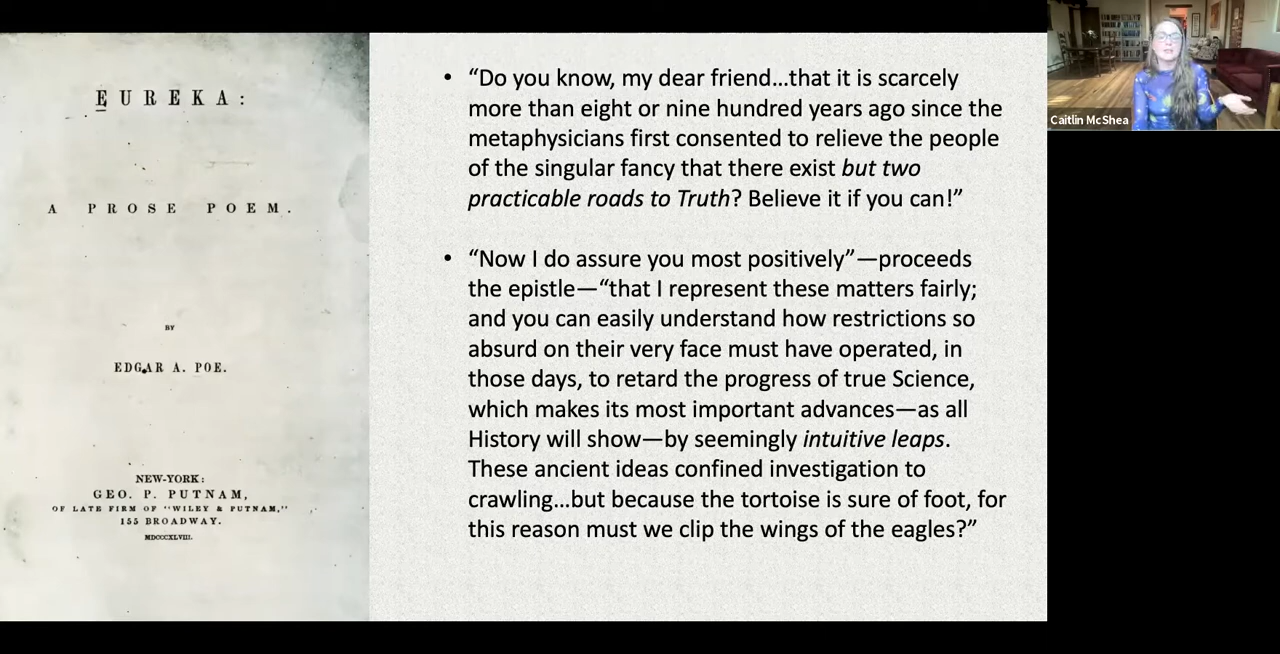 EUREKA:
A PROSE POEM.
BY
EDGAR A. POE.
NEW-YORK:
GEO. P. PUTNAM,
OF LATE FIRM OF “WILEY & PUTNAM,”
155 BROADWAY.
MDCCCXLVIII.
• “Do you know, my dear friend…that it is scarcely
more than eight or nine hundred years ago since the
metaphysicians first consented to relieve the people
of the singular fancy that there exist but two
practicable roads to Truth? Believe it if you can!”
• “Now I do assure you most positively”—proceeds
the epistle—“that I represent these matters fairly;
and you can easily understand how restrictions so
absurd on their very face must have operated, in
those days, to retard the progress of true Science,
which makes its most important advances—as all
History will show—by seemingly intuitive leaps.
These ancient ideas confined investigation to
crawling…but because the tortoise is sure of foot, for
this reason must we clip the wings of the eagles?”
Caitlin McShea